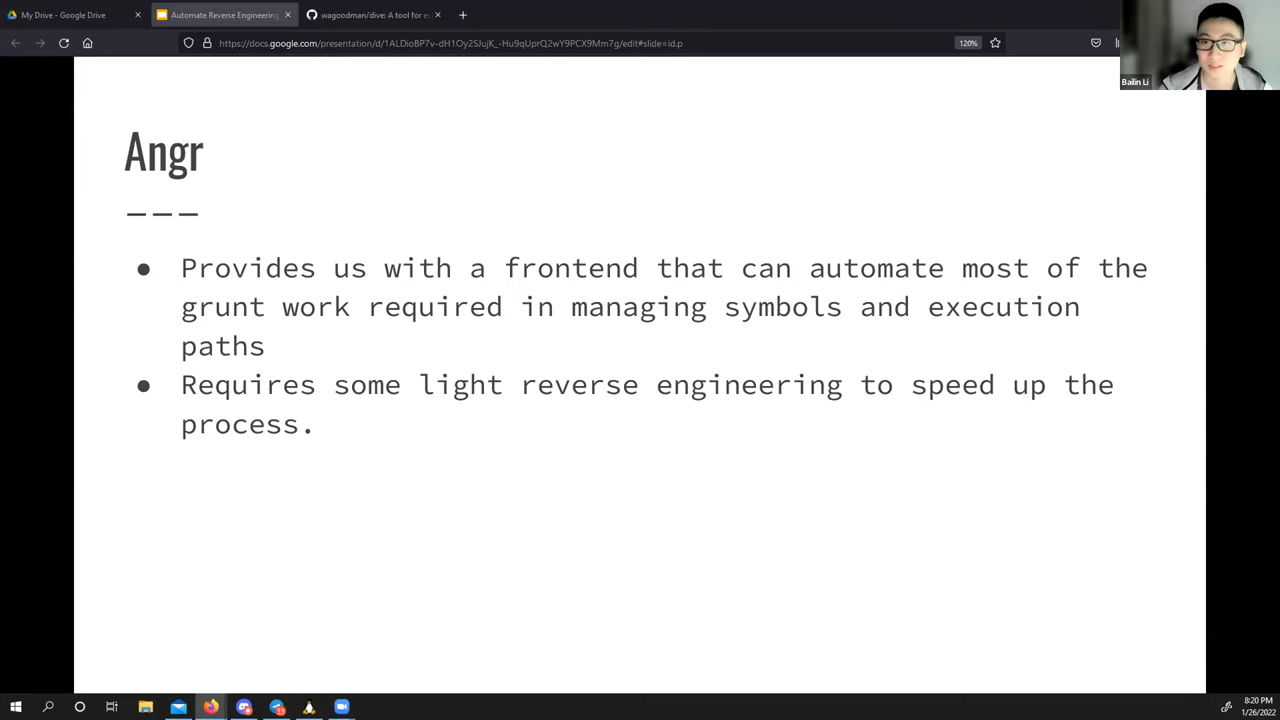 My Drive - Google Drive
Automate Reverse Engineering
wagoodman/dive: A tool for e
https://docs.google.com/presentation/d/1ALDioBP7v-dH1Oy2SJujK_-Hu9qUprQ2wY9PCX9Mm7g/edit#slide=id.p
120%
Bailin Li
Angr
---
● Provides us with a frontend that can automate most of the
grunt work required in managing symbols and execution
paths
● Requires some light reverse engineering to speed up the
process.
8:20 PM
1/26/2022